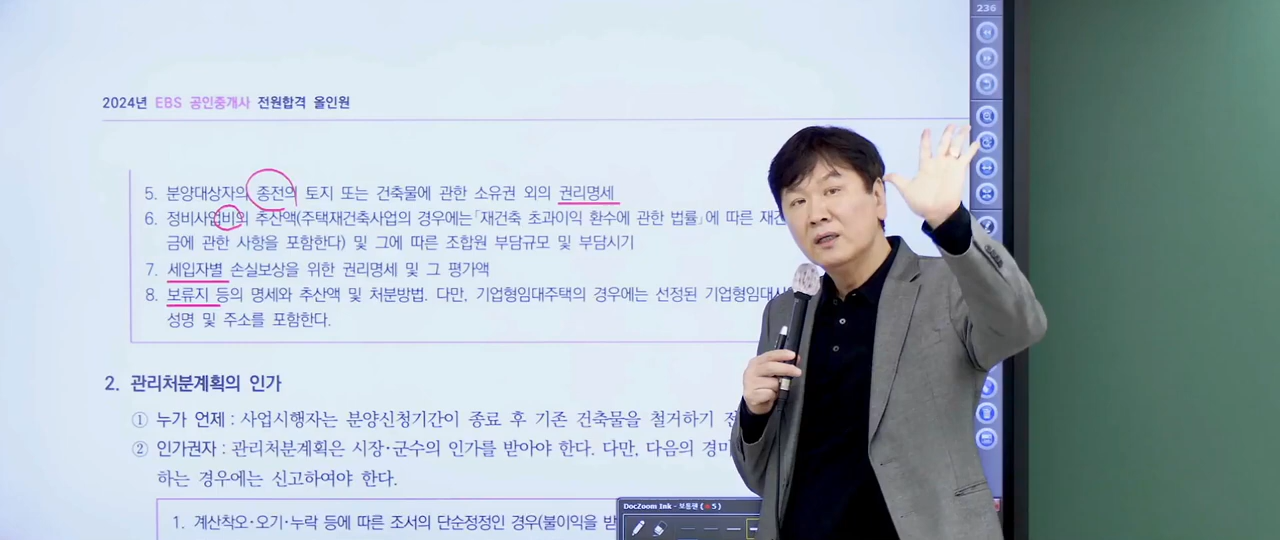 236
2024년 EBS 공인중개사 전원합격 올인원
5. 분양대상자의 종전의 토지 또는 건축물에 관한 소유권 외의 권리명세
6. 정비사업비의 추산액(주택재건축사업의 경우에는 「재건축 초과이익 환수에 관한 법률」에 따른 재건
금에 관한 사항을 포함한다) 및 그에 따른 조합원 부담규모 및 부담시기
7. 세입자별 손실보상을 위한 권리명세 및 그 평가액
8. 보류지 등의 명세와 추산액 및 처분방법. 다만, 기업형임대주택의 경우에는 선정된 기업형임대사
성명 및 주소를 포함한다.
2. 관리처분계획의 인가
① 누가 언제 : 사업시행자는 분양신청기간이 종료 후 기존 건축물을 철거하기 전
② 인가권자 : 관리처분계획은 시장·군수의 인가를 받아야 한다. 다만, 다음의 경미
하는 경우에는 신고하여야 한다.
1. 계산착오·오기·누락 등에 따른 조서의 단순정정인 경우(불이익을 받
DocZoom Ink - 보통펜 (5)